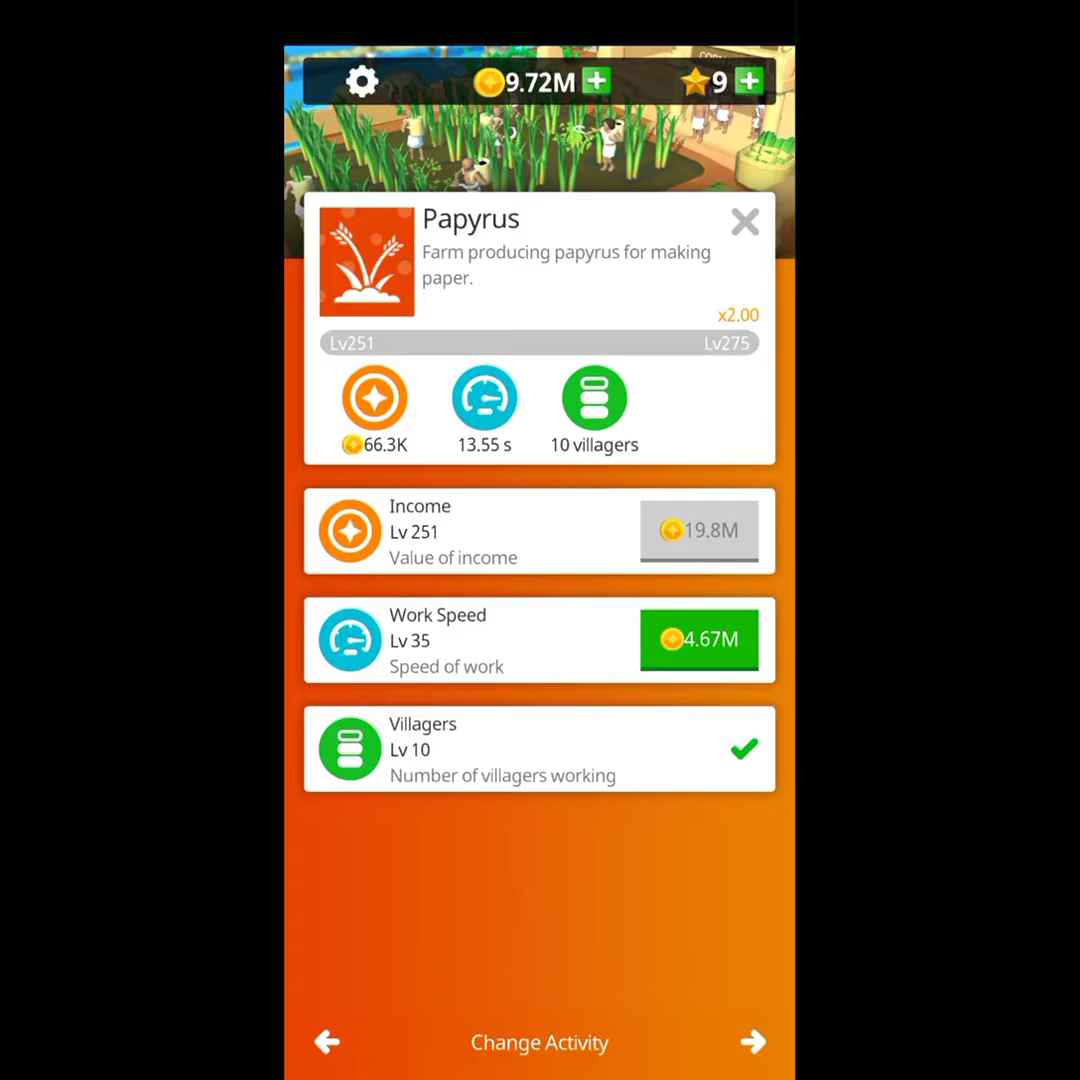 9.72M
9
Papyrus
Farm producing papyrus for making
paper.
x2.00
Lv251
Lv275
66.3K
13.55 s
10 villagers
Income
Lv 251
Value of income
19.8M
Work Speed
Lv 35
Speed of work
4.67M
Villagers
Lv 10
Number of villagers working
Change Activity